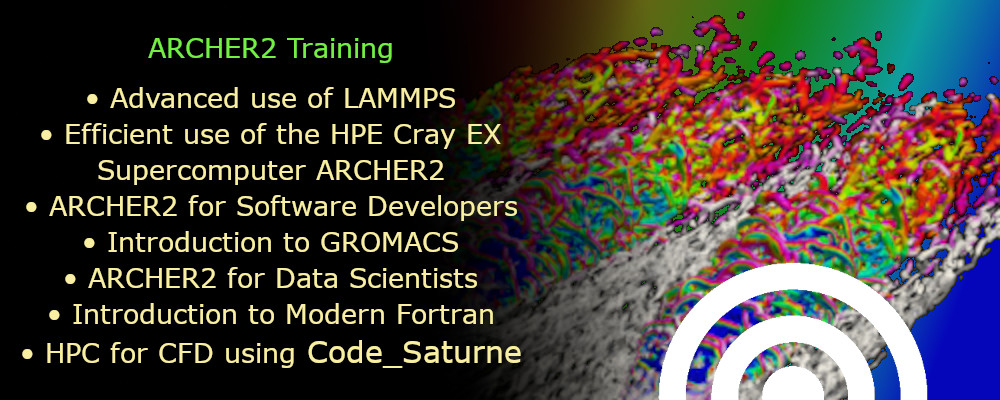 ARCHER2 Training
• Advanced use of LAMMPS
• Efficient use of the HPE Cray EX
Supercomputer ARCHER2
• ARCHER2 for Software Developers
• Introduction to GROMACS
• ARCHER2 for Data Scientists
• Introduction to Modern Fortran
• HPC for CFD using Code_Saturne